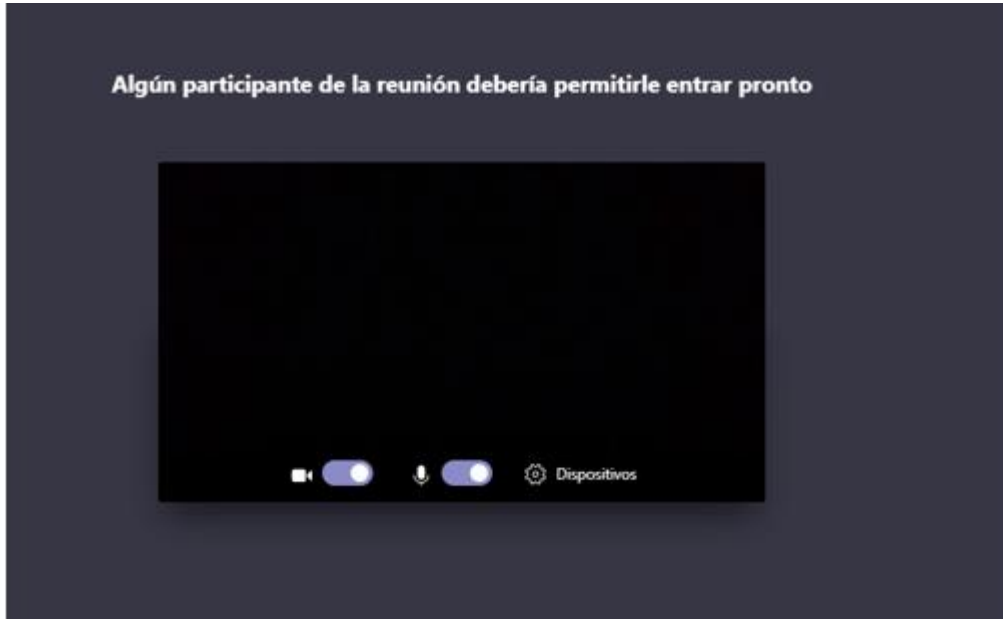 Algún participante de la reunión debería permitirle entrar pronto
Dispositivos